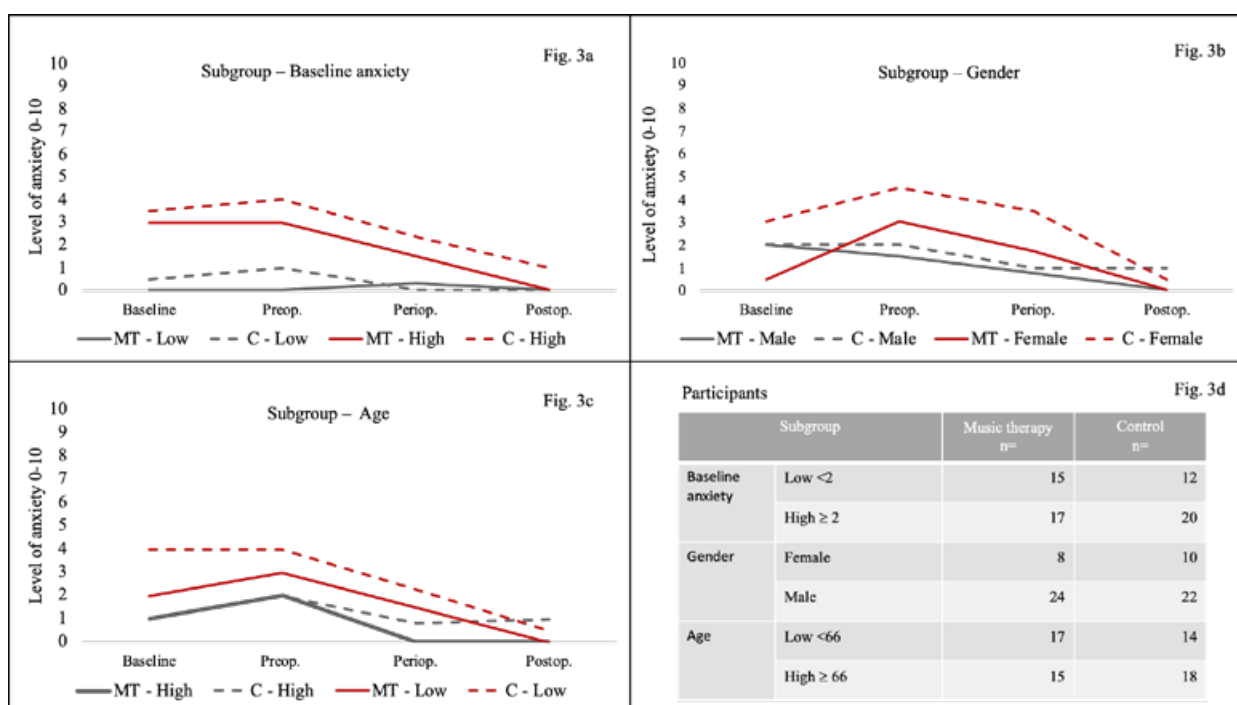 Fig. 3a
Subgroup – Baseline anxiety
Level of anxiety 0-10
10
9
8
7
6
5
4
3
2
1
0
Baseline Preop. Periop. Postop.
MT - Low C - Low MT - High C - High
Fig. 3b
Subgroup – Gender
Level of anxiety 0-10
10
9
8
7
6
5
4
3
2
1
0
Baseline Preop. Periop. Postop.
MT - Male C - Male MT - Female C - Female
Fig. 3c
Subgroup – Age
Level of anxiety 0-10
10
9
8
7
6
5
4
3
2
1
0
Baseline Preop. Periop. Postop.
MT - High C - High MT - Low C - Low
Participants Fig. 3d
Subgroup Music therapy Control
n= n=
Baseline anxiety Low <2 15 12
High ≥ 2 17 20
Gender Female 8 10
Male 24 22
Age Low <66 17 14
High ≥ 66 15 18